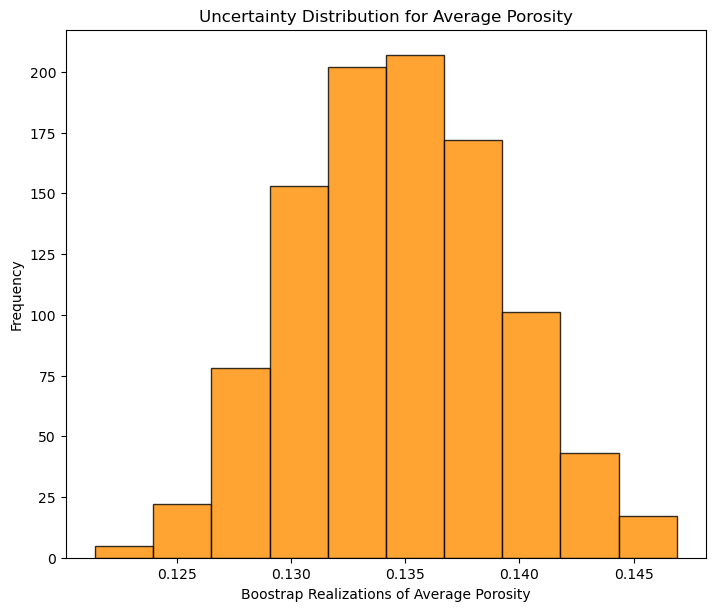 Uncertainty Distribution for Average Porosity
Frequency
200
175
150
125
100
75
50
25
0
0.125 0.130 0.135 0.140 0.145
Boostrap Realizations of Average Porosity